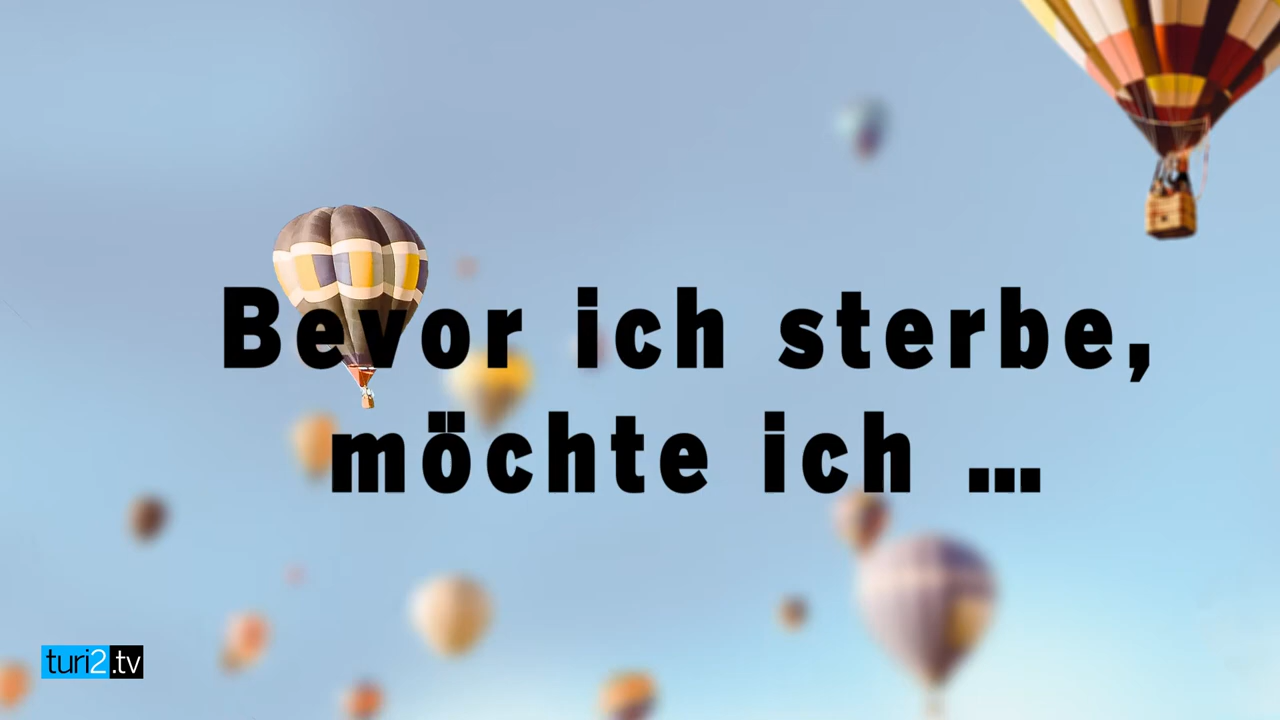 Bevor ich sterbe,
möchte ich ...
turi2.tv